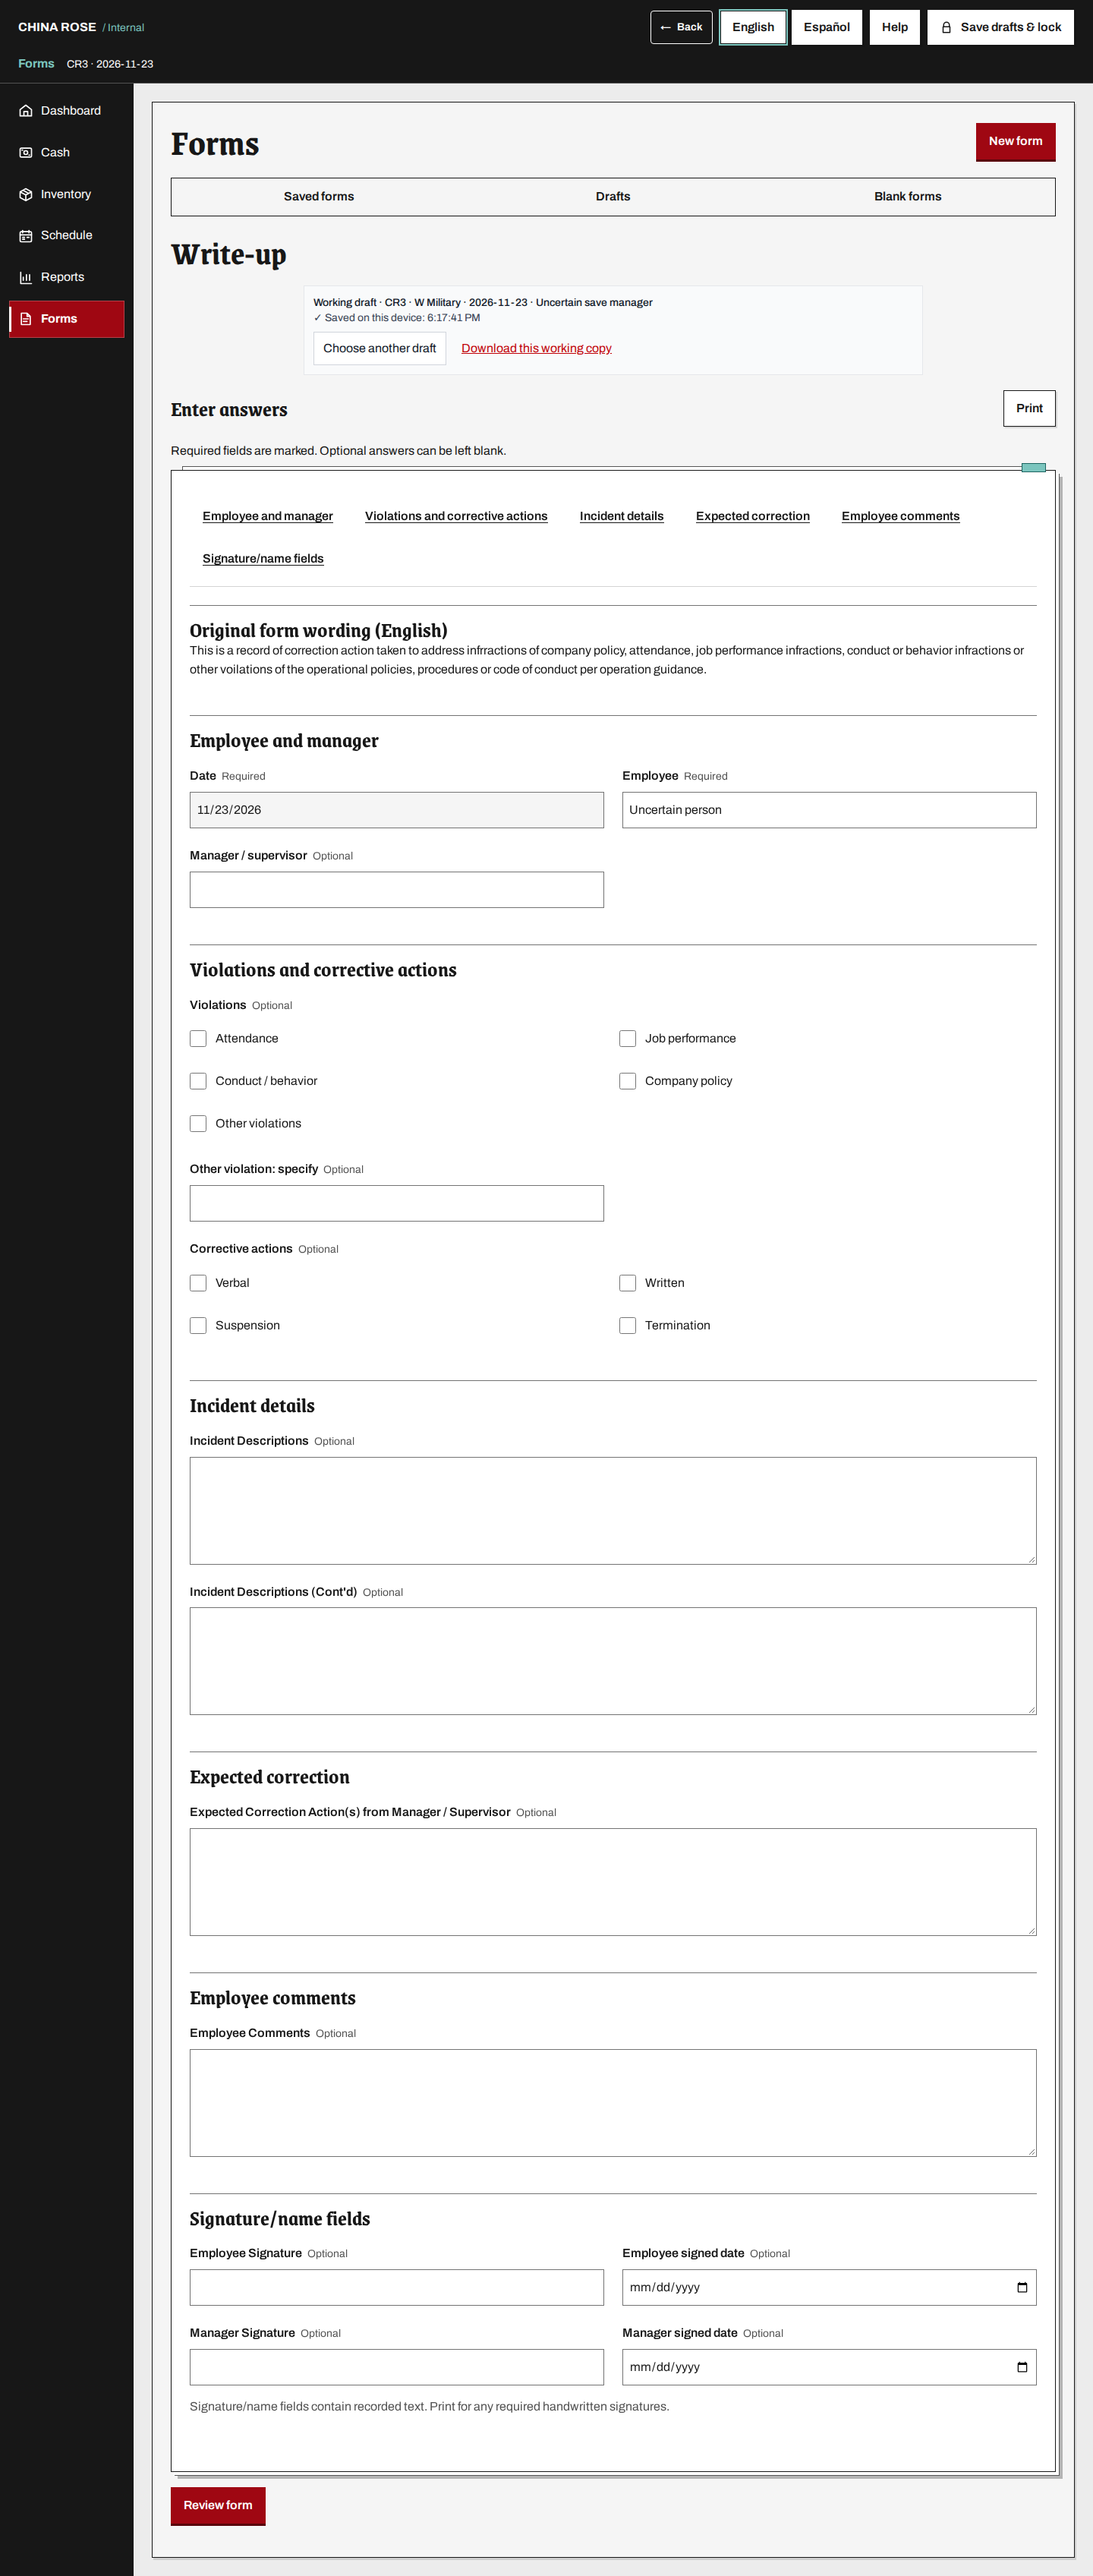 CHINA ROSE / Internal
← Back
English
Español
Help
Save drafts & lock
Forms CR3 · 2026-11-23
Dashboard
Cash
Inventory
Schedule
Reports
Forms
Forms
New form
Saved forms
Drafts
Blank forms
Write-up
Working draft · CR3 · W Military · 2026-11-23 · Uncertain save manager
✓ Saved on this device: 6:17:41 PM
Choose another draft
Download this working copy
Enter answers
Print
Required fields are marked. Optional answers can be left blank.
Employee and manager
Violations and corrective actions
Incident details
Expected correction
Employee comments
Signature/name fields
Original form wording (English)
This is a record of correction action taken to address infrractions of company policy, attendance, job performance infractions, conduct or behavior infractions or
other voilations of the operational policies, procedures or code of conduct per operation guidance.
Employee and manager
Date Required
Employee Required
11/23/2026
Uncertain person
Manager / supervisor Optional
Violations and corrective actions
Violations Optional
Attendance
Job performance
Conduct / behavior
Company policy
Other violations
Other violation: specify Optional
Corrective actions Optional
Verbal
Written
Suspension
Termination
Incident details
Incident Descriptions Optional
Incident Descriptions (Cont'd) Optional
Expected correction
Expected Correction Action(s) from Manager / Supervisor Optional
Employee comments
Employee Comments Optional
Signature/name fields
Employee Signature Optional
Employee signed date Optional
mm/dd/yyyy
Manager Signature Optional
Manager signed date Optional
mm/dd/yyyy
Signature/name fields contain recorded text. Print for any required handwritten signatures.
Review form